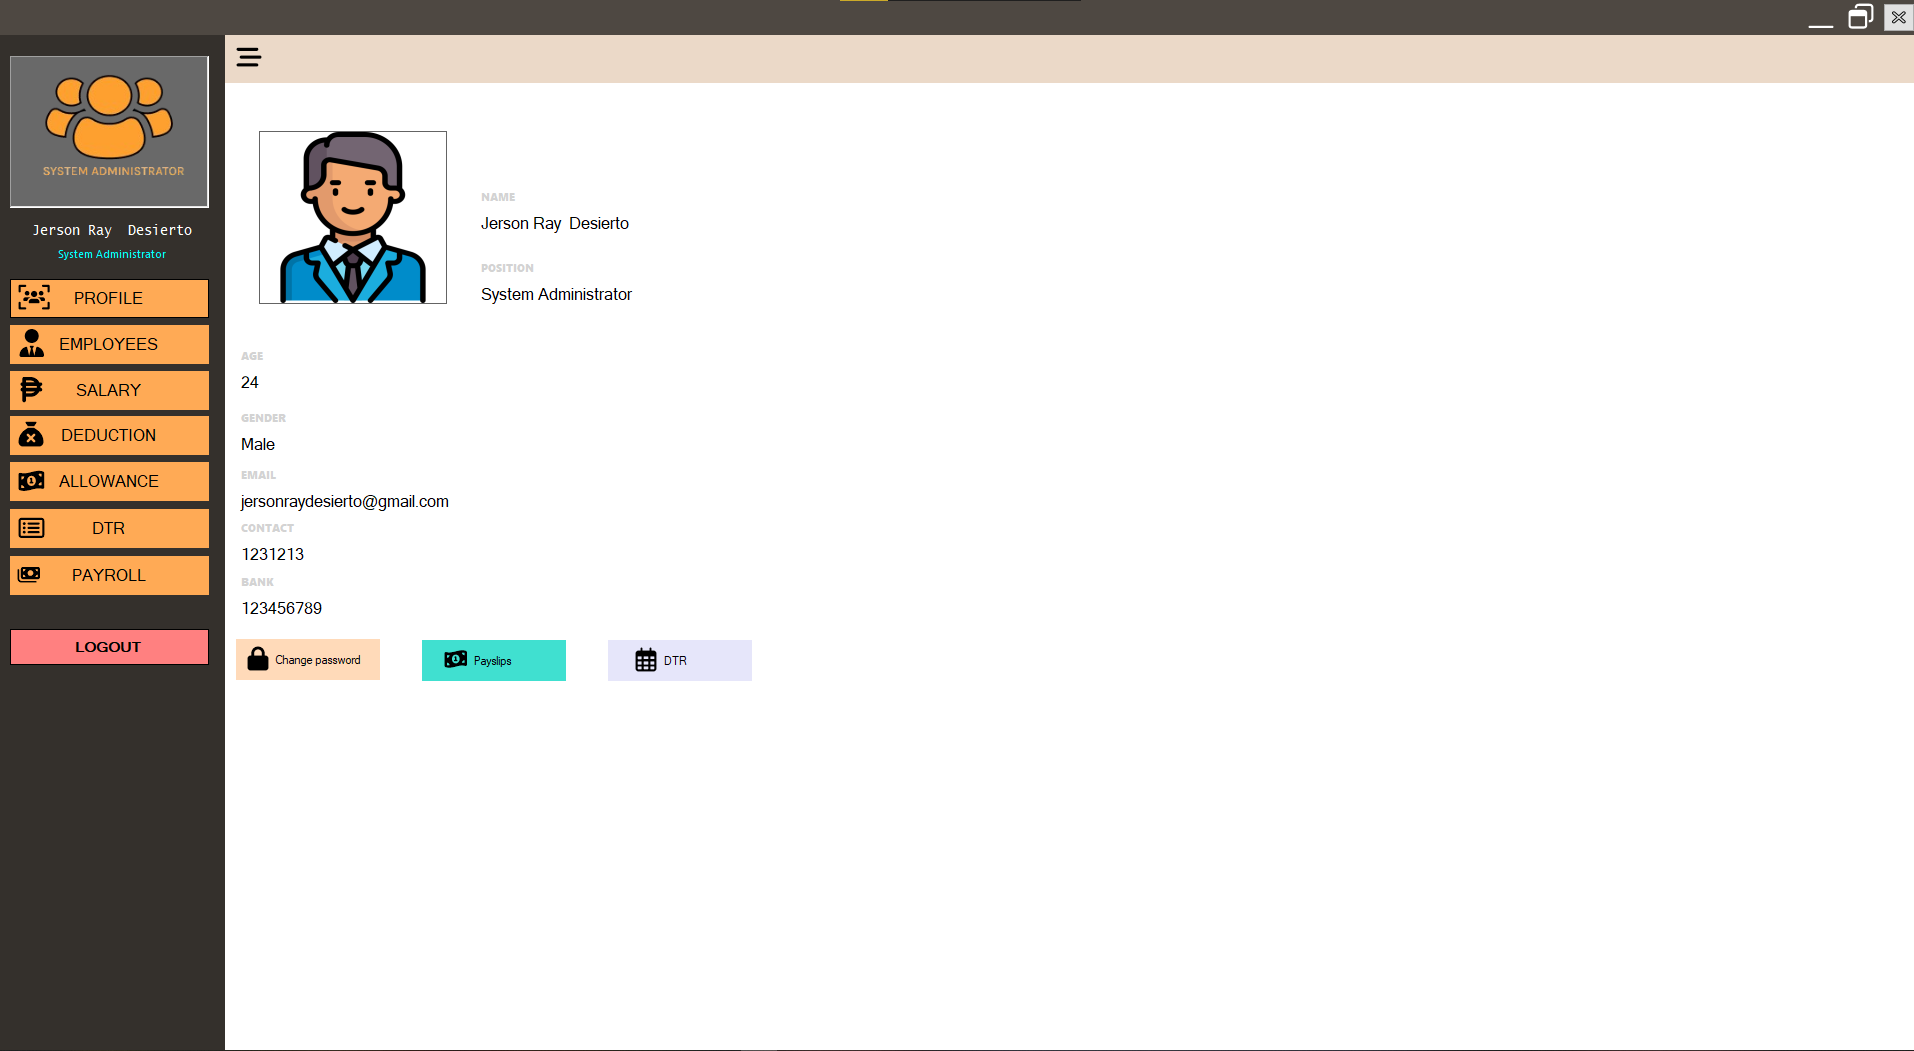 SYSTEM ADMINISTRATOR
Jerson Ray  Desierto
System Administrator
PROFILE
EMPLOYEES
SALARY
DEDUCTION
ALLOWANCE
DTR
PAYROLL
LOGOUT
NAME
Jerson Ray  Desierto
POSITION
System Administrator
AGE
24
GENDER
Male
EMAIL
jersonraydesierto@gmail.com
CONTACT
1231213
BANK
123456789
Change password
Payslips
DTR